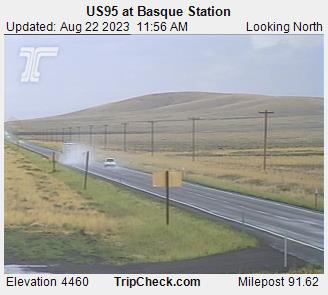 US95 at Basque Station
Updated: Aug 22 2023 11:56 AM Looking North
Elevation 4460 TripCheck.com Milepost 91.62